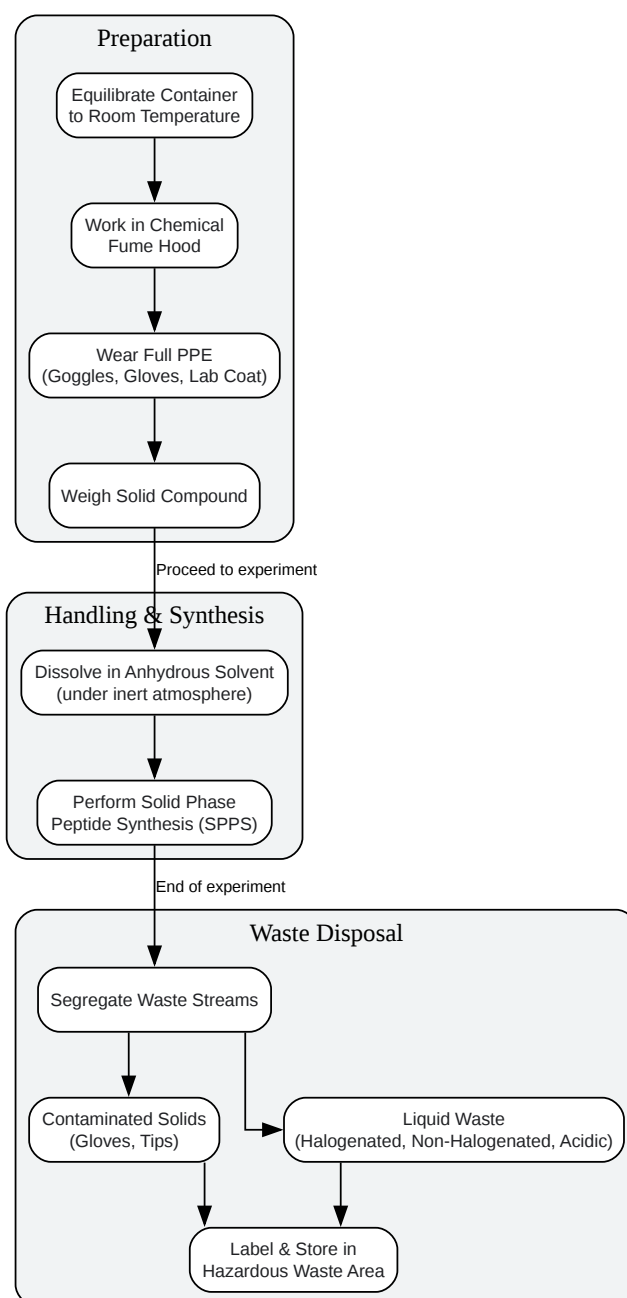 Preparation
Equilibrate Container
to Room Temperature
Work in Chemical
Fume Hood
Wear Full PPE
(Goggles, Gloves, Lab Coat)
Weigh Solid Compound
Proceed to experiment
Handling & Synthesis
Dissolve in Anhydrous Solvent
(under inert atmosphere)
Perform Solid Phase
Peptide Synthesis (SPPS)
End of experiment
Waste Disposal
Segregate Waste Streams
Contaminated Solids
(Gloves, Tips)
Liquid Waste
(Halogenated, Non-Halogenated, Acidic)
Label & Store in
Hazardous Waste Area